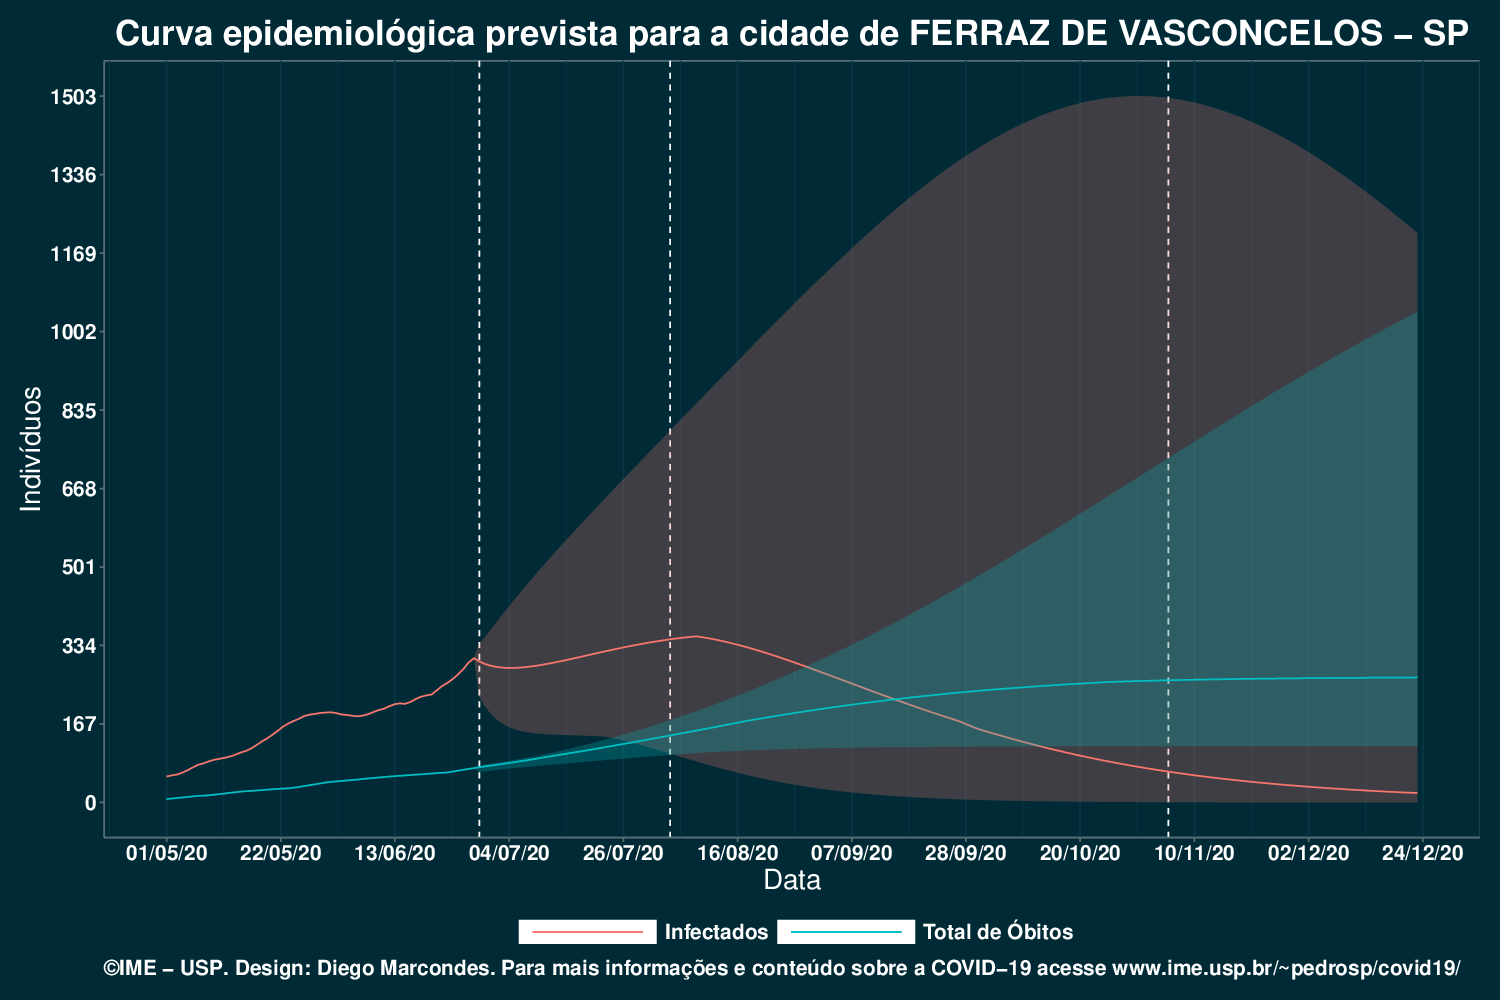 Curva epidemiológica prevista para a cidade de FERRAZ DE VASCONCELOS – SP
Indivíduos
1503
1336
1169
1002
835
668
501
334
167
0
01/05/20 22/05/20 13/06/20 04/07/20 26/07/20 16/08/20 07/09/20 28/09/20 20/10/20 10/11/20 02/12/20 24/12/20
Data
Infectados Total de Óbitos
©IME – USP. Design: Diego Marcondes. Para mais informações e conteúdo sobre a COVID–19 acesse www.ime.usp.br/~pedrosp/covid19/